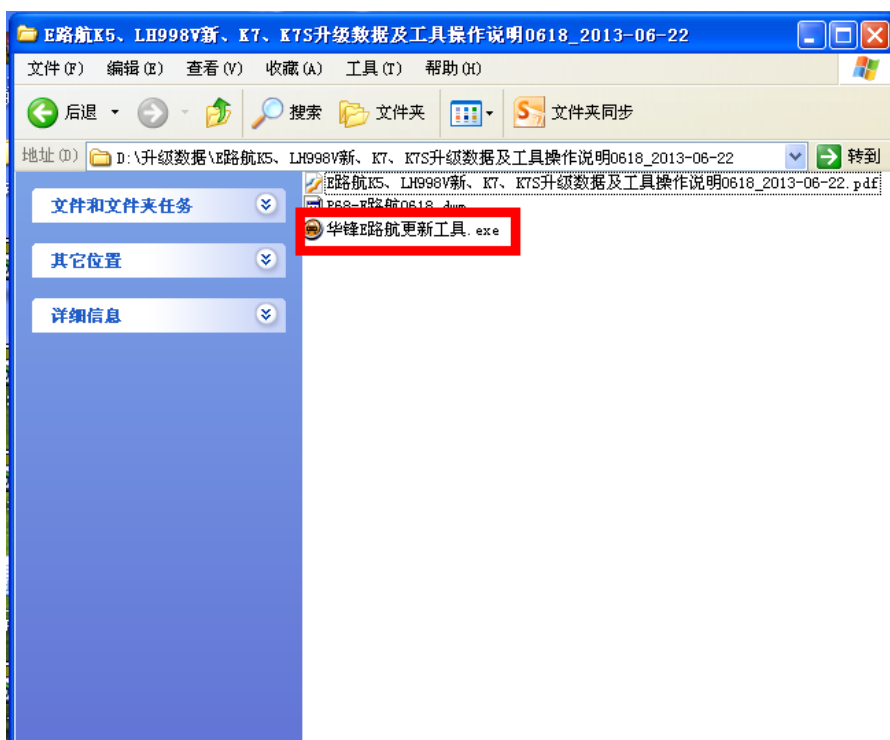 E路航K5、LH998V新、K7、K7S升级数据及工具操作说明0618_2013-06-22
文件(F) 编辑(E) 查看(V) 收藏(A) 工具(T) 帮助(H)
后退 搜索 文件夹 文件夹同步
地址(D) D:\升级数据\E路航K5、LH998V新、K7、K7S升级数据及工具操作说明0618_2013-06-22 转到
E路航K5、LH998V新、K7、K7S升级数据及工具操作说明0618_2013-06-22.pdf
文件和文件夹任务
P68-E路航0618.dwm
华锋E路航更新工具.exe
其它位置
详细信息